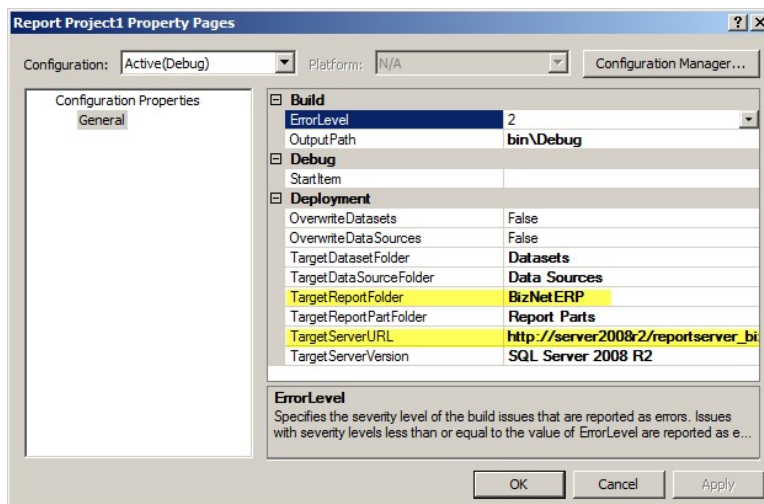 Report Project1 Property Pages
Configuration: Active(Debug) Platform: N/A Configuration Manager...
Configuration Properties
General
Build
ErrorLevel 2
OutputPath bin\Debug
Debug
StartItem
Deployment
OverwriteDatasets False
OverwriteDataSources False
TargetDatasetFolder Datasets
TargetDataSourceFolder Data Sources
TargetReportFolder BizNetERP
TargetReportPartFolder Report Parts
TargetServerURL http://server2008r2/reportserver_bi
TargetServerVersion SQL Server 2008 R2
ErrorLevel
Specifies the severity level of the build issues that are reported as errors. Issues
with severity levels less than or equal to the value of ErrorLevel are reported as e...
OK Cancel Apply